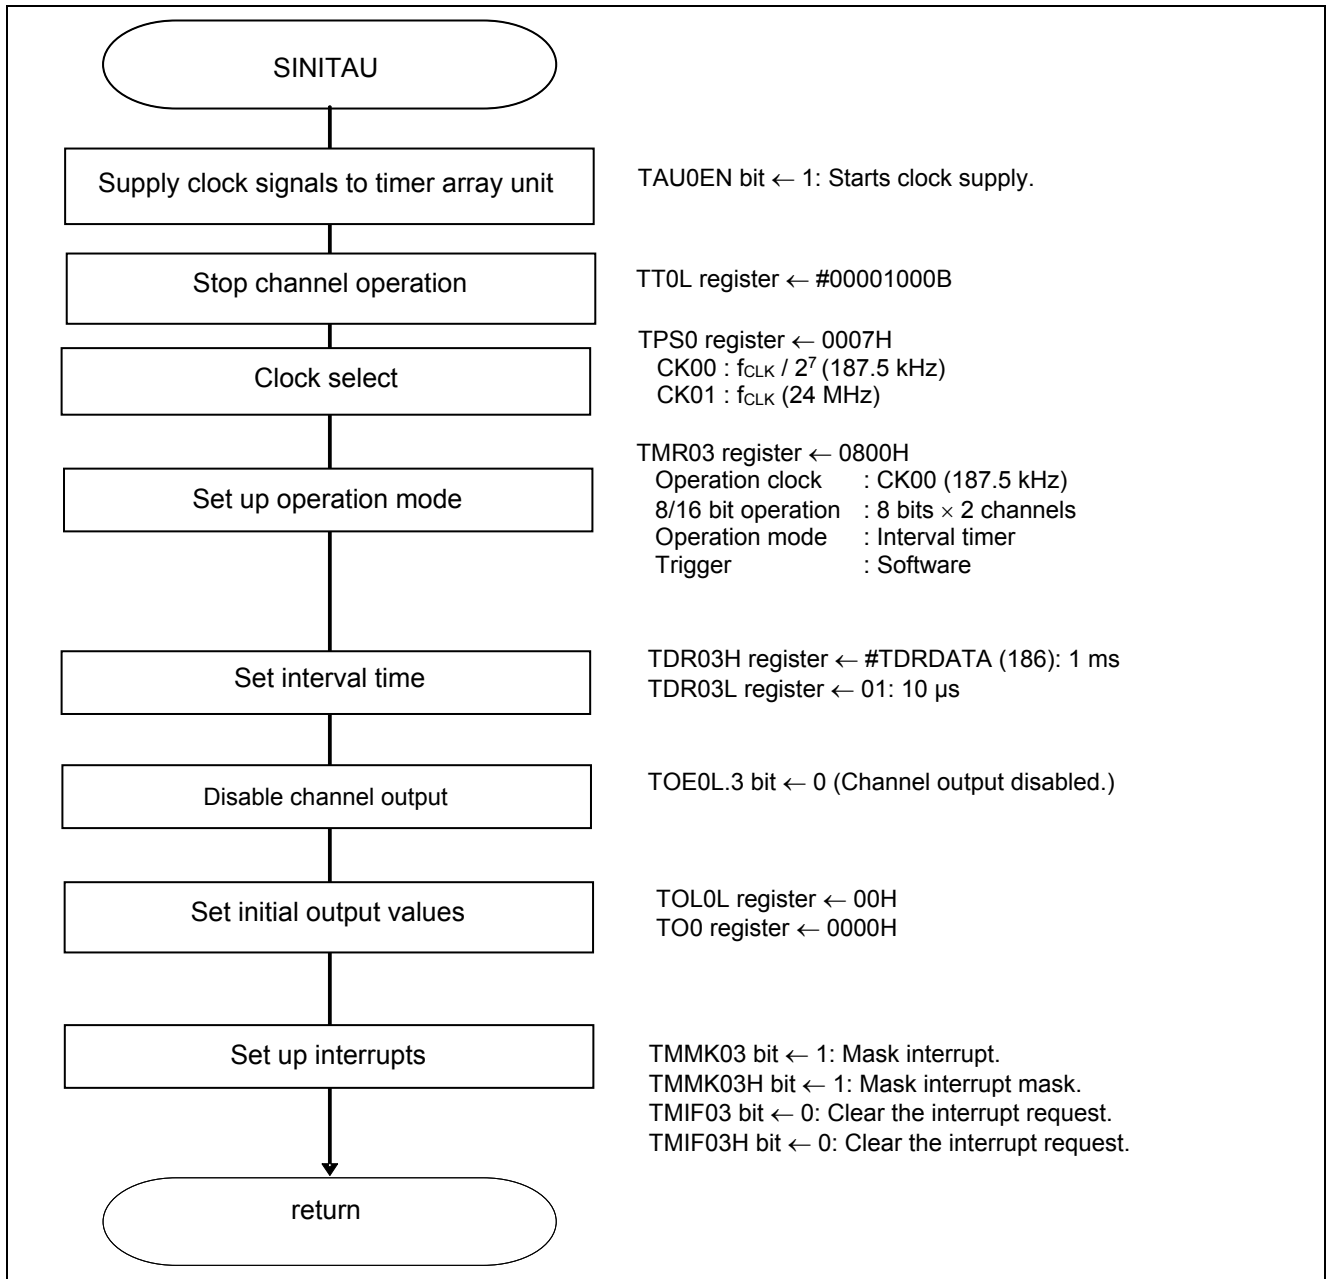 SINITAU
Supply clock signals to timer array unit
TAU0EN bit ← 1: Starts clock supply.
Stop channel operation
TT0L register ← #00001000B
Clock select
TPS0 register ← 0007H
CK00 : fCLK / 2⁷ (187.5 kHz)
CK01 : fCLK (24 MHz)
Set up operation mode
TMR03 register ← 0800H
Operation clock : CK00 (187.5 kHz)
8/16 bit operation : 8 bits × 2 channels
Operation mode : Interval timer
Trigger : Software
Set interval time
TDR03H register ← #TDRDATA (186): 1 ms
TDR03L register ← 01: 10 µs
Disable channel output
TOE0L.3 bit ← 0 (Channel output disabled.)
Set initial output values
TOL0L register ← 00H
TO0 register ← 0000H
Set up interrupts
TMMK03 bit ← 1: Mask interrupt.
TMMK03H bit ← 1: Mask interrupt mask.
TMIF03 bit ← 0: Clear the interrupt request.
TMIF03H bit ← 0: Clear the interrupt request.
return